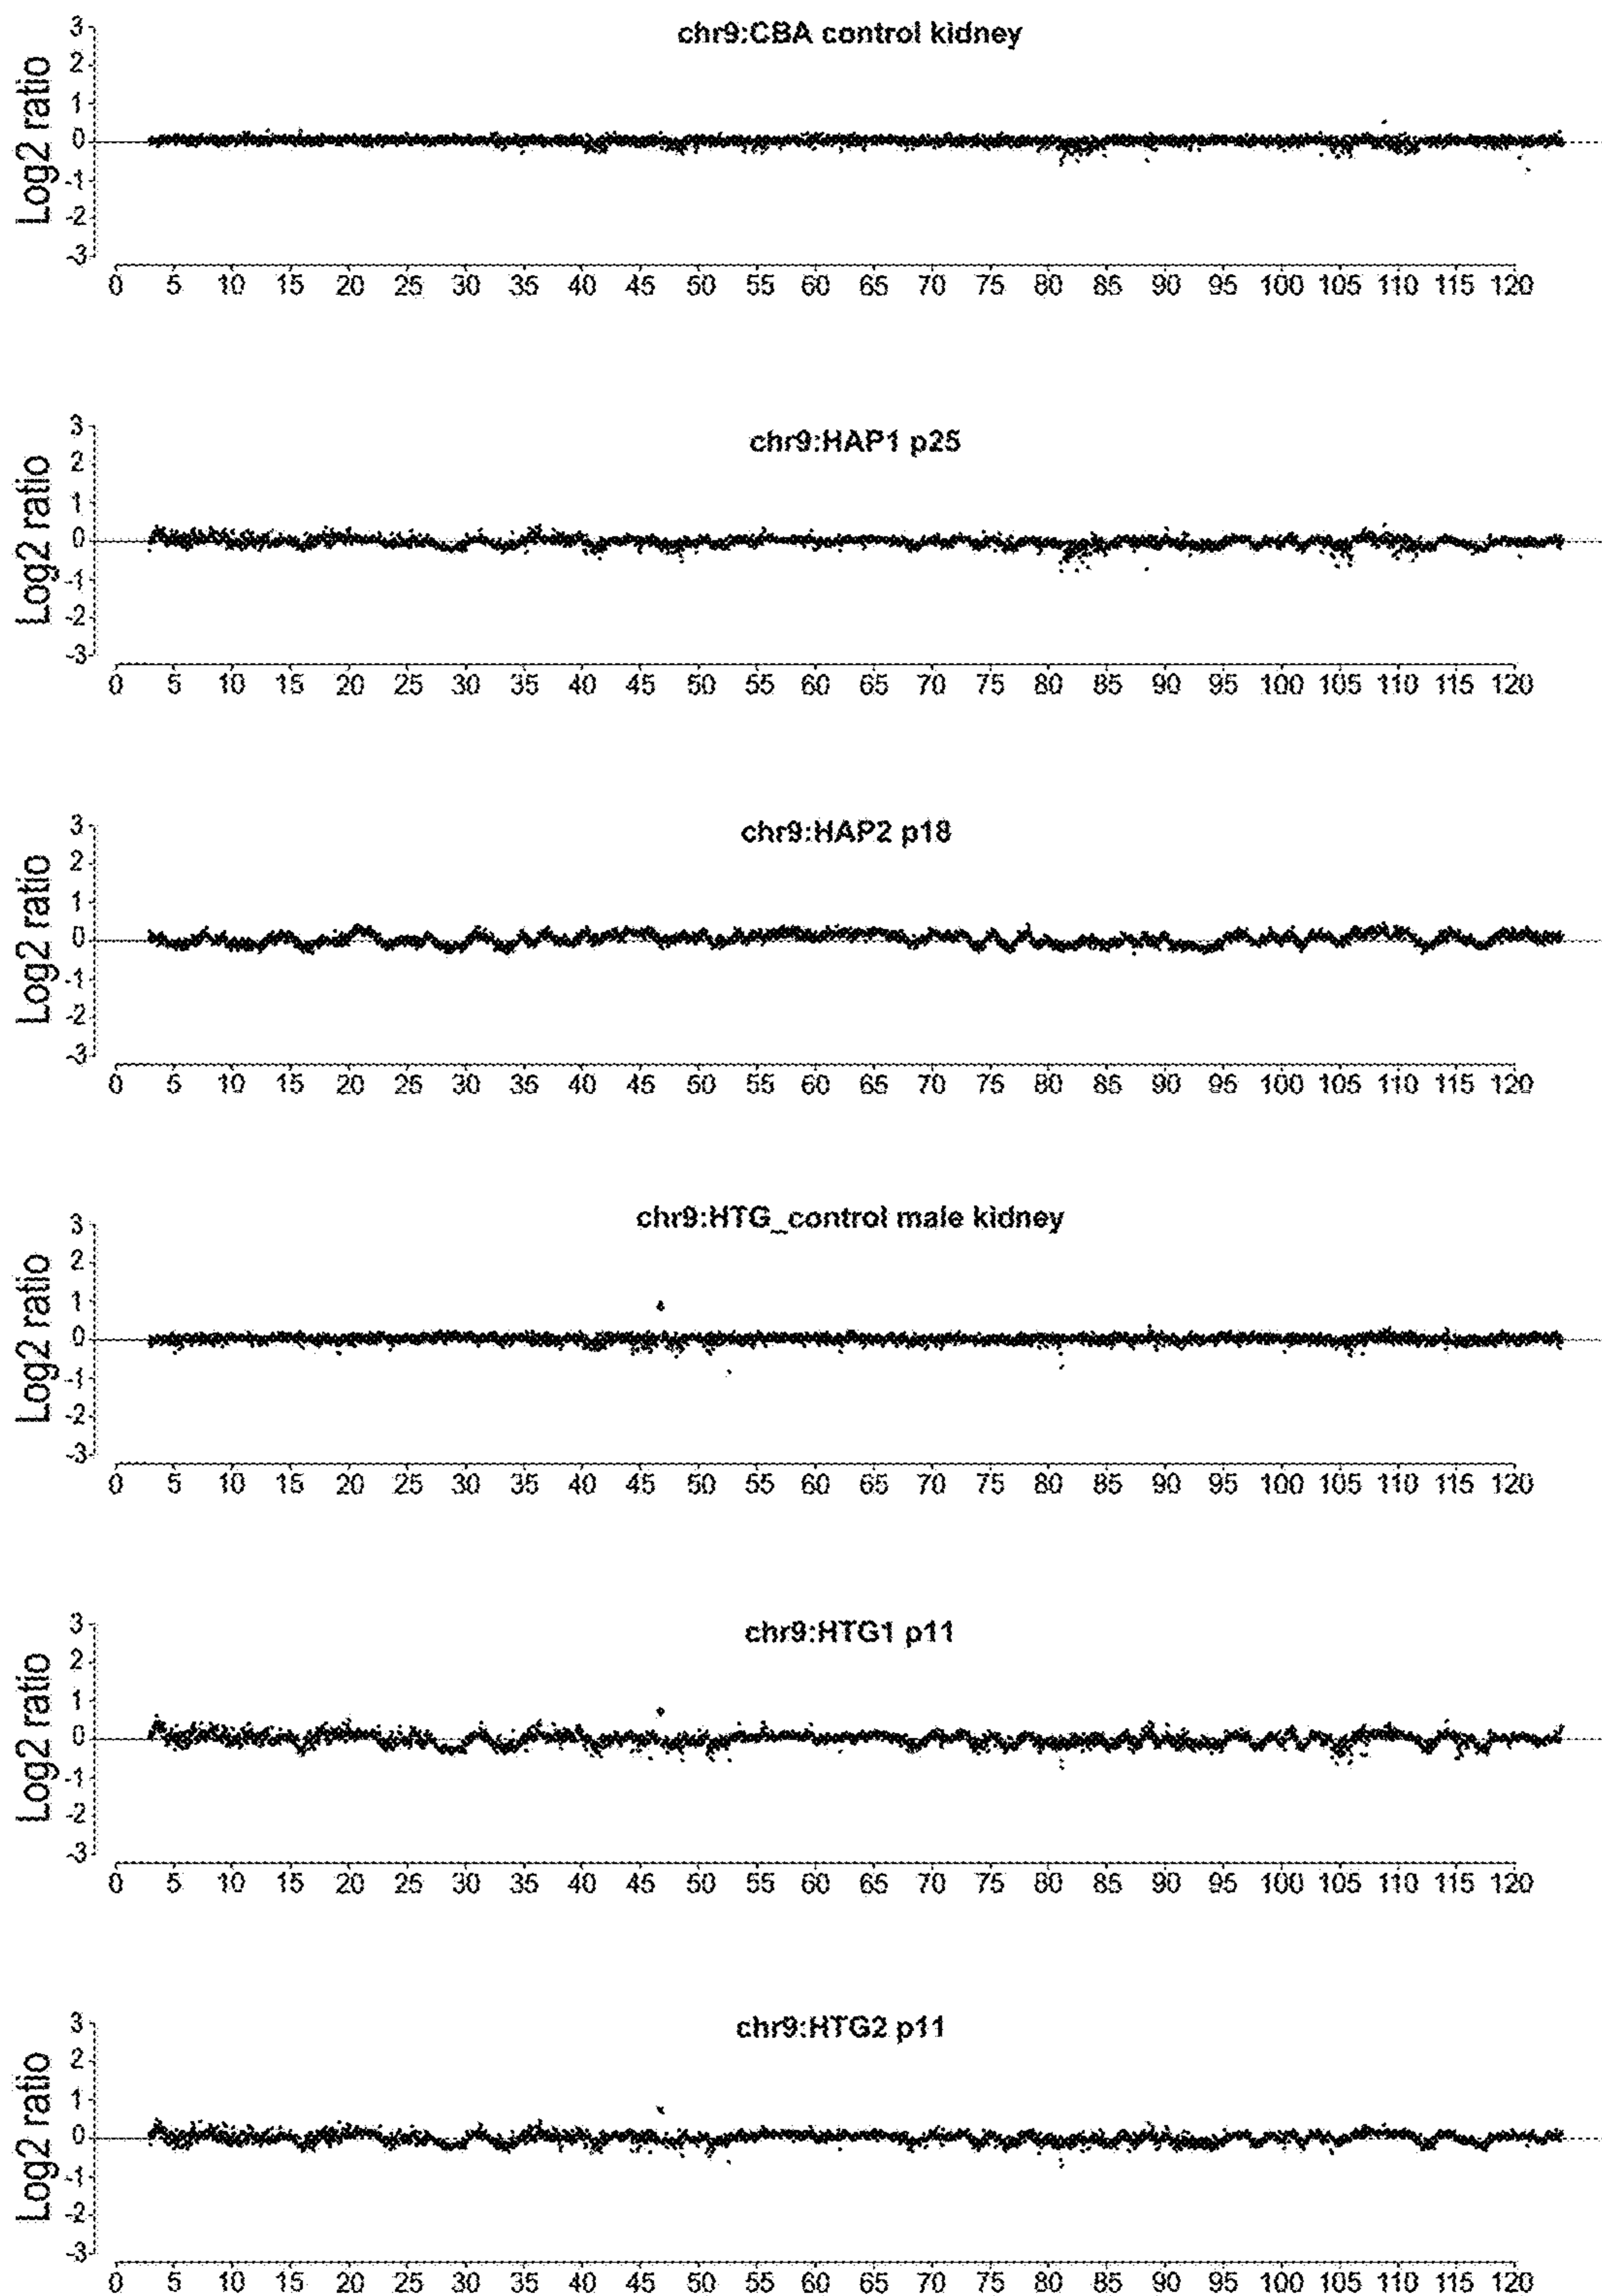 chr9:CBA control kidney
3
2
1
0
-1
-2
-3
Log2 ratio
0 5 10 15 20 25 30 35 40 45 50 55 60 65 70 75 80 85 90 95 100 105 110 115 120
chr9:HAP1 p25
3
2
1
0
-1
-2
-3
Log2 ratio
0 5 10 15 20 25 30 35 40 45 50 55 60 65 70 75 80 85 90 95 100 105 110 115 120
chr9:HAP2 p18
3
2
1
0
-1
-2
-3
Log2 ratio
0 5 10 15 20 25 30 35 40 45 50 55 60 65 70 75 80 85 90 95 100 105 110 115 120
chr9:HTG_control male kidney
3
2
1
0
-1
-2
-3
Log2 ratio
0 5 10 15 20 25 30 35 40 45 50 55 60 65 70 75 80 85 90 95 100 105 110 115 120
chr9:HTG1 p11
3
2
1
0
-1
-2
-3
Log2 ratio
0 5 10 15 20 25 30 35 40 45 50 55 60 65 70 75 80 85 90 95 100 105 110 115 120
chr9:HTG2 p11
3
2
1
0
-1
-2
-3
Log2 ratio
0 5 10 15 20 25 30 35 40 45 50 55 60 65 70 75 80 85 90 95 100 105 110 115 120